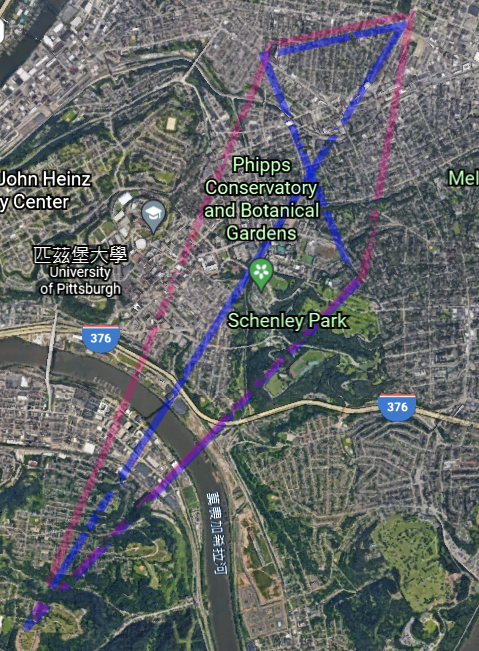 John Heinz
y Center
Phipps
Conservatory
and Botanical
Gardens
Mel
匹茲堡大學
University
of Pittsburgh
Schenley Park
376
376
莫農加希拉河